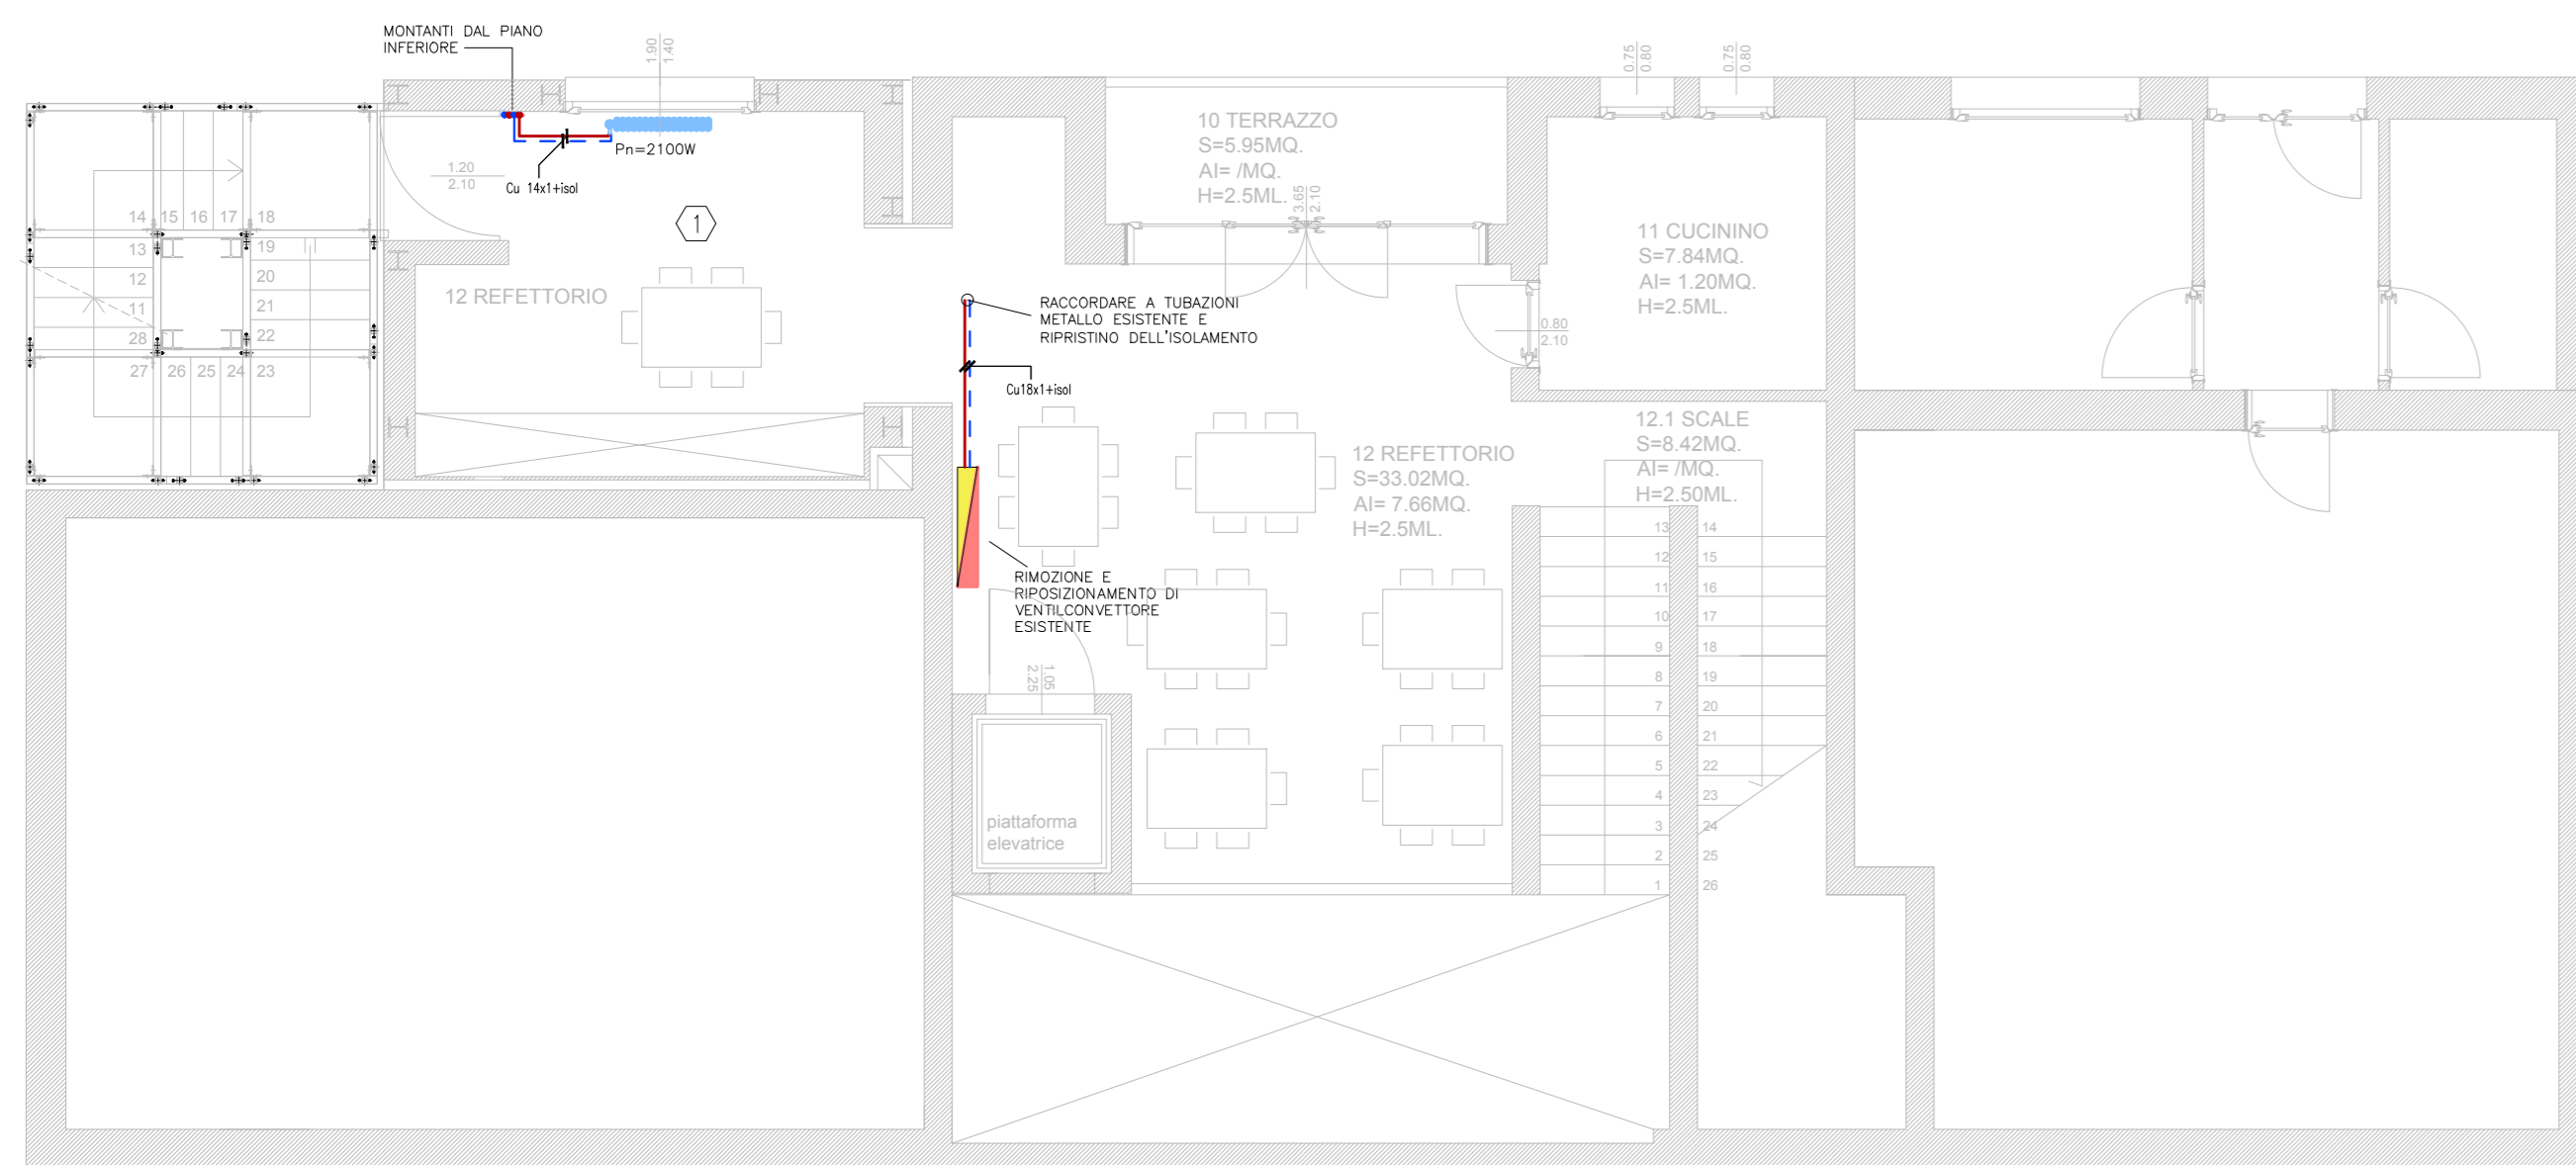 MONTANTI DAL PIANO
INFERIORE
1.90
1.40
Pn=2100W
Cu 14x1+isol
1.20
2.10
1
12 REFETTORIO
10 TERRAZZO
S=5.95MQ.
AI= /MQ.
H=2.5ML.
3.65
2.10
0.75
0.80
0.75
0.80
11 CUCININO
S=7.84MQ.
AI= 1.20MQ.
H=2.5ML.
0.80
2.10
RACCORDARE A TUBAZIONI
METALLO ESISTENTE E
RIPRISTINO DELL'ISOLAMENTO
Cu18x1+isol
12 REFETTORIO
S=33.02MQ.
AI= 7.66MQ.
H=2.5ML.
12.1 SCALE
S=8.42MQ.
AI= /MQ.
H=2.50ML.
RIMOZIONE E
RIPOSIZIONAMENTO DI
VENTILCONVETTORE
ESISTENTE
1.05
2.25
piattaforma
elevatrice
14 15 16 17 18
13 19
12 20
11 21
28 22
27 26 25 24 23
13 14
12 15
11 16
10 17
9 18
8 19
7 20
6 21
5 22
4 23
3 24
2 25
1 26